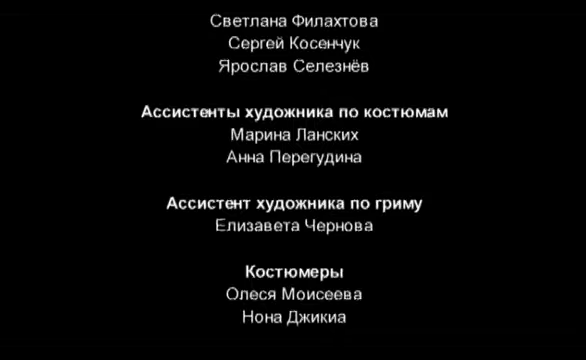 Светлана Филахтова
Сергей Косенчук
Ярослав Селезнёв
Ассистенты художника по костюмам
Марина Ланских
Анна Перегудина
Ассистент художника по гриму
Елизавета Чернова
Костюмеры
Олеся Моисеева
Нона Джикиа